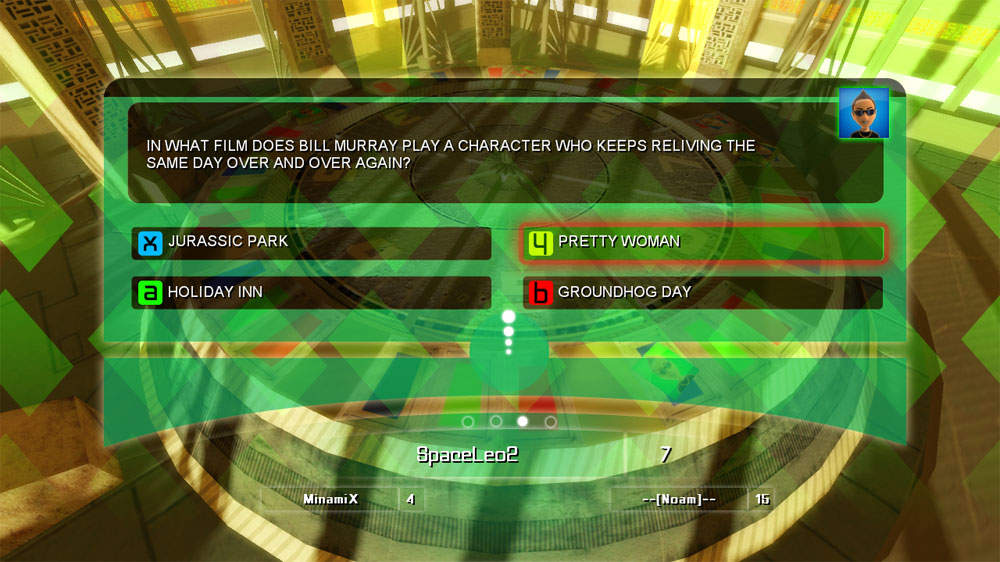 IN WHAT FILM DOES BILL MURRAY PLAY A CHARACTER WHO KEEPS RELIVING THE
SAME DAY OVER AND OVER AGAIN?
X JURASSIC PARK
y PRETTY WOMAN
a HOLIDAY INN
b GROUNDHOG DAY
SpaceLeo2 7
MinamiX 4
--[Noam]-- 15